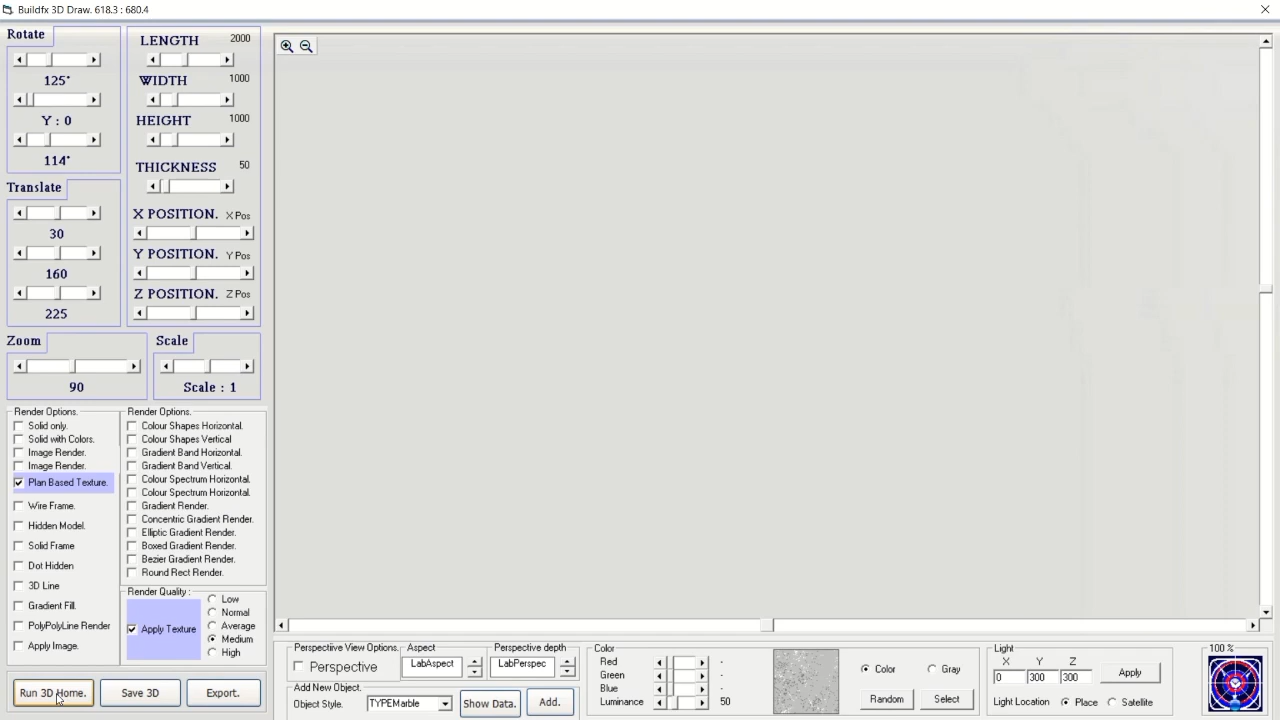 Buildfx 3D Draw. 618.3 : 680.4
Rotate
125°
Y : 0
114°
Translate
30
160
225
LENGTH 2000
WIDTH 1000
HEIGHT 1000
THICKNESS 50
X POSITION. X Pos
Y POSITION. Y Pos
Z POSITION. Z Pos
Zoom
90
Scale
Scale : 1
Render Options.
Solid only.
Solid with Colors.
Image Render.
Image Render.
Plan Based Texture.
Wire Frame.
Hidden Model.
Solid Frame
Dot Hidden
3D Line
Gradient Fill.
PolyPolyLine Render
Apply Image.
Render Options.
Colour Shapes Horizontal.
Colour Shapes Vertical
Gradient Band Horizontal.
Gradient Band Vertical.
Colour Spectrum Horizontal.
Colour Spectrum Horizontal.
Gradient Render.
Concentric Gradient Render.
Elliptic Gradient Render.
Boxed Gradient Render.
Bezier Gradient Render.
Round Rect Render.
Render Quality :
Apply Texture
Low
Normal
Average
Medium
High
Run 3D Home.
Save 3D
Export.
Perspective View Options.
Perspective
Aspect
LabAspect
Perspective depth
LabPerspec
Add New Object.
Object Style.
TYPEMarble
Show Data.
Add.
Color
Red -
Green -
Blue -
Luminance 50
Color
Gray
Random
Select
Light
X Y Z
0 300 300
Apply
Light Location
Place
Satellite
100 %